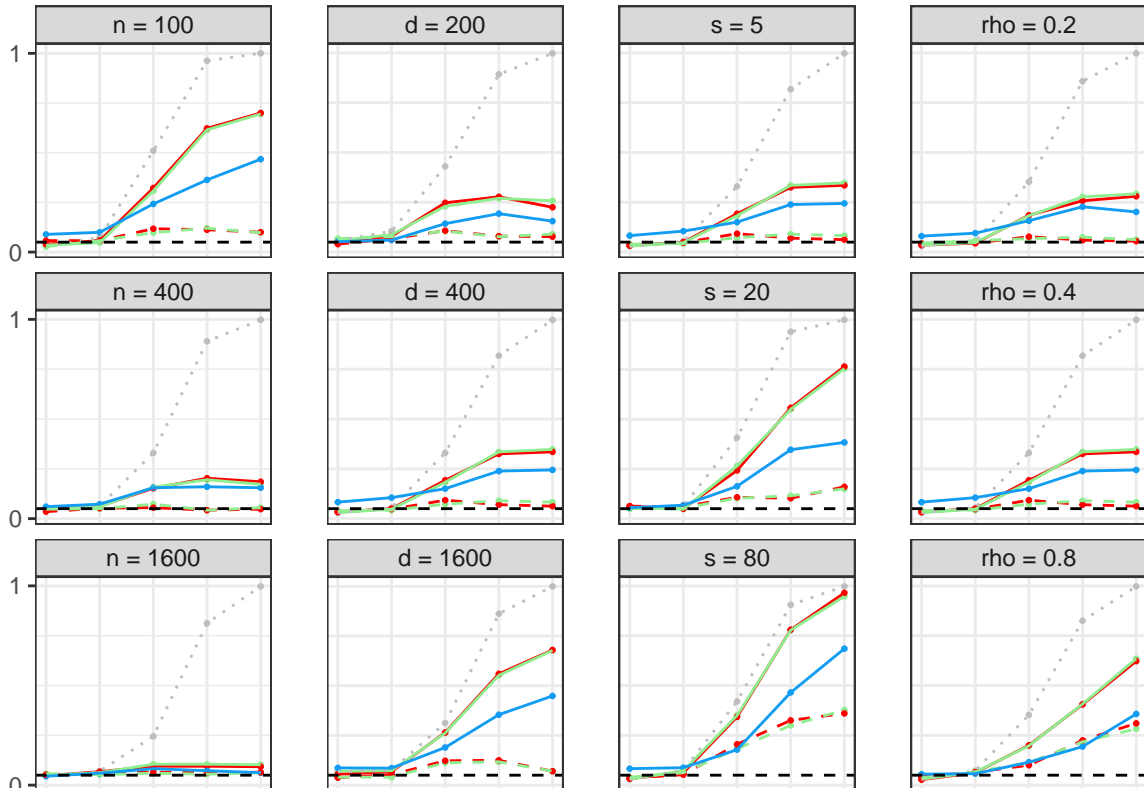 n = 100
d = 200
s = 5
rho = 0.2
1
0
n = 400
d = 400
s = 20
rho = 0.4
1
0
n = 1600
d = 1600
s = 80
rho = 0.8
1
0